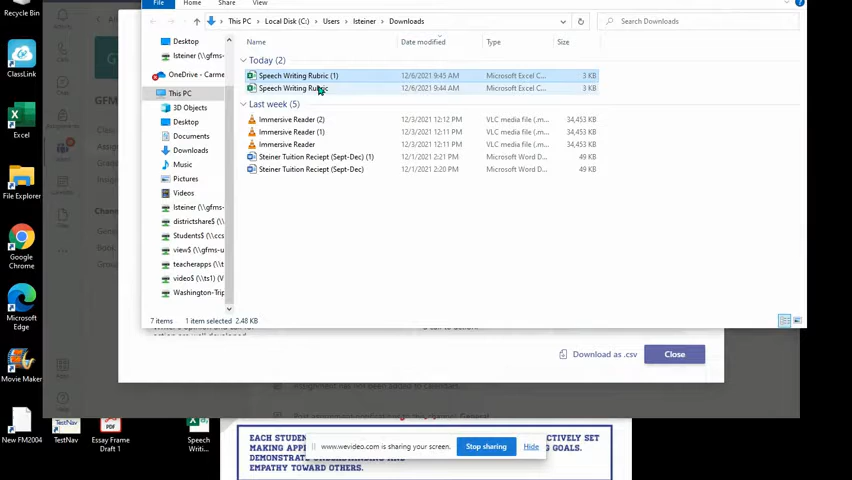 File Home Share View
This PC > Local Disk (C:) > Users > lsteiner > Downloads
Search Downloads
Name Date modified Type Size
Desktop
lsteiner (\\gfms-
OneDrive - Carme
This PC
3D Objects
Desktop
Documents
Downloads
Music
Pictures
Videos
lsteiner (\\gfms-
districtshare$ (\\
Students$ (\\ccs
view$ (\\gfms-u
teacherapps (\\t
video$ (\\ts1) (V
Washington-Trip
Today (2)
Speech Writing Rubric (1) 12/6/2021 9:45 AM Microsoft Excel C... 3 KB
Speech Writing Rubric 12/6/2021 9:44 AM Microsoft Excel C... 3 KB
Last week (5)
Immersive Reader (2) 12/3/2021 12:12 PM VLC media file (.m... 34,453 KB
Immersive Reader (1) 12/3/2021 12:11 PM VLC media file (.m... 34,453 KB
Immersive Reader 12/3/2021 12:11 PM VLC media file (.m... 34,453 KB
Steiner Tuition Reciept (Sept-Dec) (1) 12/1/2021 2:21 PM Microsoft Word D... 49 KB
Steiner Tuition Reciept (Sept-Dec) 12/1/2021 2:20 PM Microsoft Word D... 49 KB
7 items 1 item selected 2.48 KB
Download as .csv Close
Recycle Bin
ClassLink
Excel
File Explorer
Google
Chrome
Microsoft
Edge
Movie Maker
New FM2004
TestNav
Essay Frame
Draft 1
Speech
Writi...
www.wevideo.com is sharing your screen. Stop sharing Hide
EACH STUDEN
CTIVELY SET
MAKING APP
G GOALS.
EMPATHY TOWARD OTHERS.